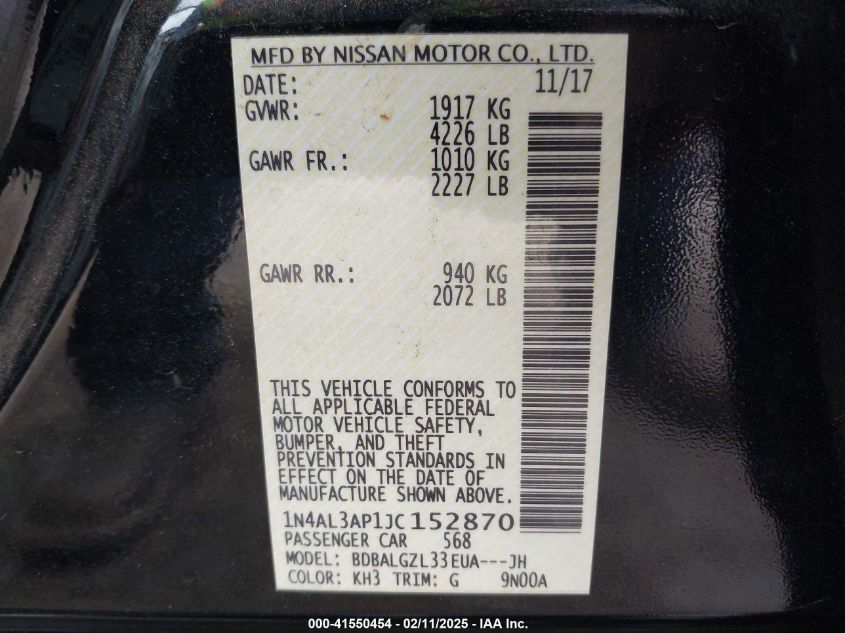 MFD BY NISSAN MOTOR CO., LTD.
DATE: 11/17
GVWR: 1917 KG
4226 LB
GAWR FR.: 1010 KG
2227 LB
GAWR RR.: 940 KG
2072 LB
THIS VEHICLE CONFORMS TO
ALL APPLICABLE FEDERAL
MOTOR VEHICLE SAFETY,
BUMPER, AND THEFT
PREVENTION STANDARDS IN
EFFECT ON THE DATE OF
MANUFACTURE SHOWN ABOVE.
1N4AL3AP1JC152870
PASSENGER CAR 568
MODEL: BDBALGZL33EUA---JH
COLOR: KH3 TRIM: G 9N00A
000-41550454 - 02/11/2025 - IAA Inc.